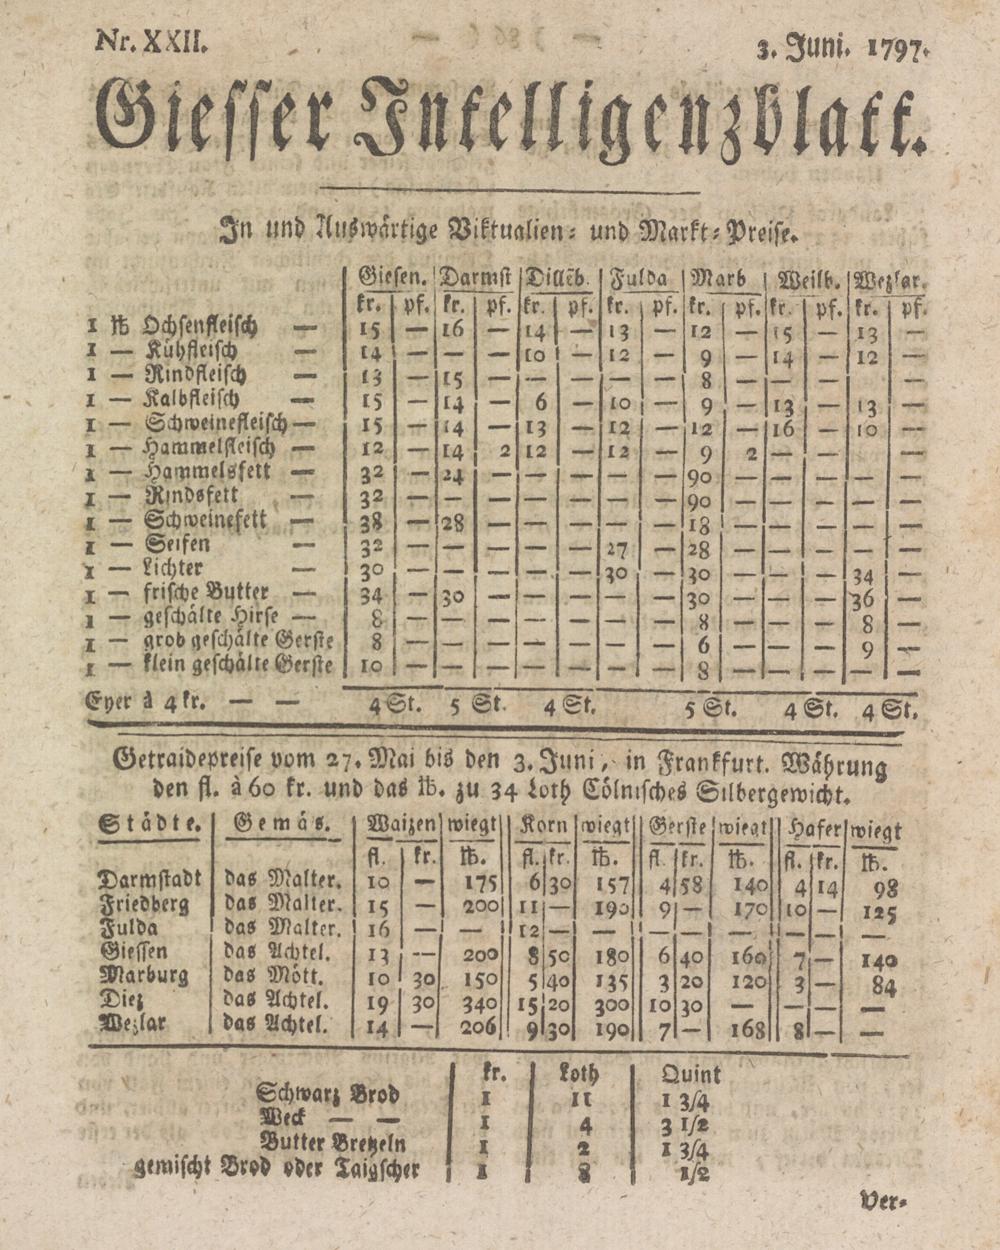 Nr. XXII. 3. Juni. 1797.
Giesser Intelligenzblatt.
In und Auswärtige Viktualien- und Markt-Preise.
Giesen. Darmst Dillēb. Fulda Marb Weilb. Wezlar.
kr. pf. kr. pf. kr. pf. kr. pf. kr. pf. kr. pf. kr. pf.
1 ℔ Ochsenfleisch — 15 — 16 — 14 — 13 — 12 — 15 — 13 —
1 — Kühfleisch — 14 — — — 10 — 12 — 9 — 14 — 12 —
1 — Rindfleisch — 13 — 15 — — — — — 8 — — — —
1 — Kalbfleisch — 15 — 14 — 6 — 10 — 9 — 13 — 13 —
1 — Schweinefleisch — 15 — 14 — 13 — 12 — 12 — 16 — 10 —
1 — Hammelfleisch — 12 — 14 2 12 — 12 — 9 2 — — — —
1 — Hammelsfett — 32 — 24 — — — — — 90 — — — — —
1 — Rindsfett — 32 — — — — — — — 90 — — — — —
1 — Schweinefett — 38 — 28 — — — — — 18 — — — — —
1 — Seifen — 32 — — — — — 27 — 28 — — — — —
1 — Lichter — 30 — — — — — 30 — 30 — — — 34 —
1 — frische Butter — 34 — 30 — — — — — 30 — — — 36 —
1 — geschälte Hirse — 8 — — — — — — — 8 — — — 8 —
1 — grob geschälte Gerste 8 — — — — — — — 6 — — — 9 —
1 — klein geschälte Gerste 10 — — — — — — — 8 — — — — —
Eyer à 4 kr. — — 4 St. 5 St. 4 St. 5 St. 4 St. 4 St.
Getraidepreise vom 27. Mai bis den 3. Juni, in Frankfurt. Währung
den fl. à 60 kr. und das ℔. zu 34 Loth Cölnisches Silbergewicht.
Städte. Gemäs. Waizen wiegt Korn wiegt Gerste wiegt Hafer wiegt
fl. kr. ℔. fl. kr. ℔. fl. kr. ℔. fl. kr. ℔.
Darmstadt das Malter. 10 — 175 6 30 157 4 58 140 4 14 98
Friedberg das Malter. 15 — 200 11 — 190 9 — 170 10 — 125
Fulda das Malter. 16 — — 12 — — — — — — — —
Giessen das Achtel. 13 — 200 8 50 180 6 40 160 7 — 140
Marburg das Mött. 10 30 150 5 40 135 3 20 120 3 — 84
Diez das Achtel. 19 30 340 15 20 300 10 30 — — — —
Wezlar das Achtel. 14 — 206 9 30 190 7 — 168 8 — —
kr. Loth Quint
Schwarz Brod 1 11 1 3/4
Weck — — 1 4 3 1/2
Butter Bretzeln 1 2 1 3/4
gemischt Brod oder Taigscher 1 8 1/2
Ver-